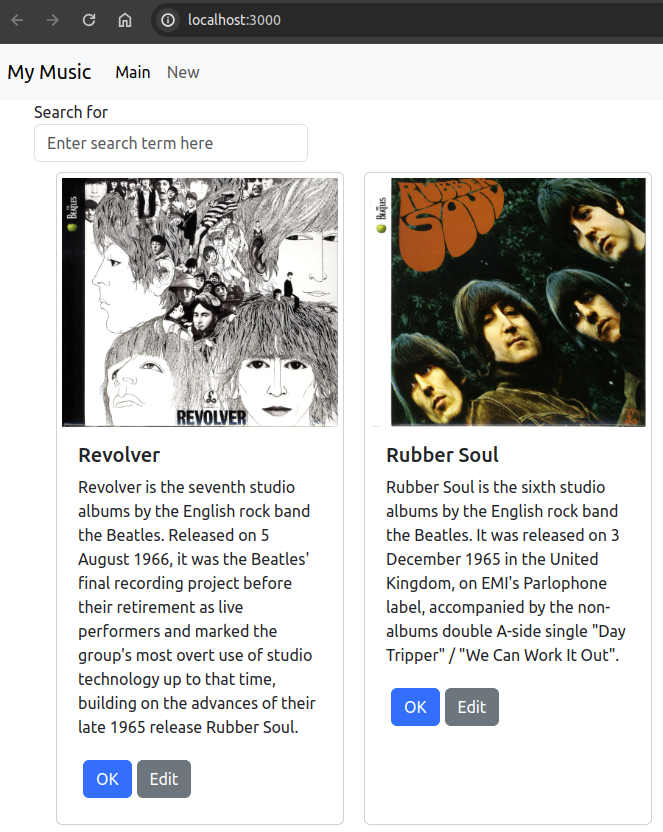 localhost:3000
My Music Main New
Search for
Enter search term here
THE BEATLES
REVOLVER
Revolver
Revolver is the seventh studio
albums by the English rock band
the Beatles. Released on 5
August 1966, it was the Beatles'
final recording project before
their retirement as live
performers and marked the
group's most overt use of studio
technology up to that time,
building on the advances of their
late 1965 release Rubber Soul.
OK Edit
THE BEATLES
RUBBER
SOUL
Rubber Soul
Rubber Soul is the sixth studio
albums by the English rock band
the Beatles. It was released on 3
December 1965 in the United
Kingdom, on EMI's Parlophone
label, accompanied by the non-
albums double A-side single "Day
Tripper" / "We Can Work It Out".
OK Edit